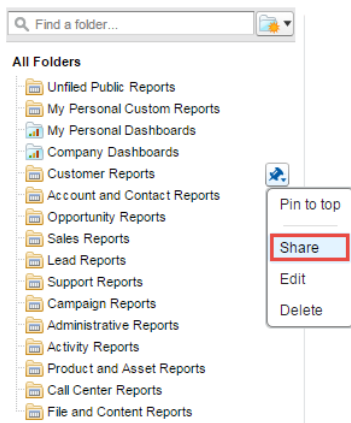 Find a folder...
All Folders
Unfiled Public Reports
My Personal Custom Reports
My Personal Dashboards
Company Dashboards
Customer Reports
Account and Contact Reports
Opportunity Reports
Sales Reports
Lead Reports
Support Reports
Campaign Reports
Administrative Reports
Activity Reports
Product and Asset Reports
Call Center Reports
File and Content Reports
Pin to top
Share
Edit
Delete